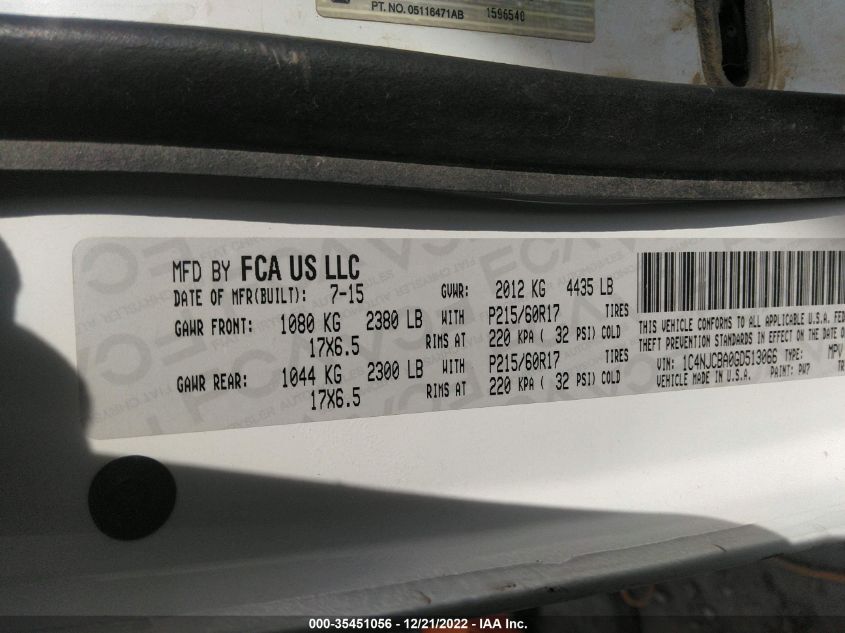 PT. NO. 05116471AB 1596540
MFD BY FCA US LLC
DATE OF MFR(BUILT): 7-15 GVWR: 2012 KG 4435 LB
GAWR FRONT: 1080 KG 2380 LB WITH P215/60R17 TIRES
17X6.5 RIMS AT 220 KPA ( 32 PSI) COLD
GAWR REAR: 1044 KG 2300 LB WITH P215/60R17 TIRES
17X6.5 RIMS AT 220 KPA ( 32 PSI) COLD
THIS VEHICLE CONFORMS TO ALL APPLICABLE U.S.A. FED
THEFT PREVENTION STANDARDS IN EFFECT ON THE DATE O
VIN: 1C4NJCBA0GD513066 TYPE: MPV
VEHICLE MADE IN U.S.A. PAINT: PW7 TR
000-35451056 - 12/21/2022 - IAA Inc.